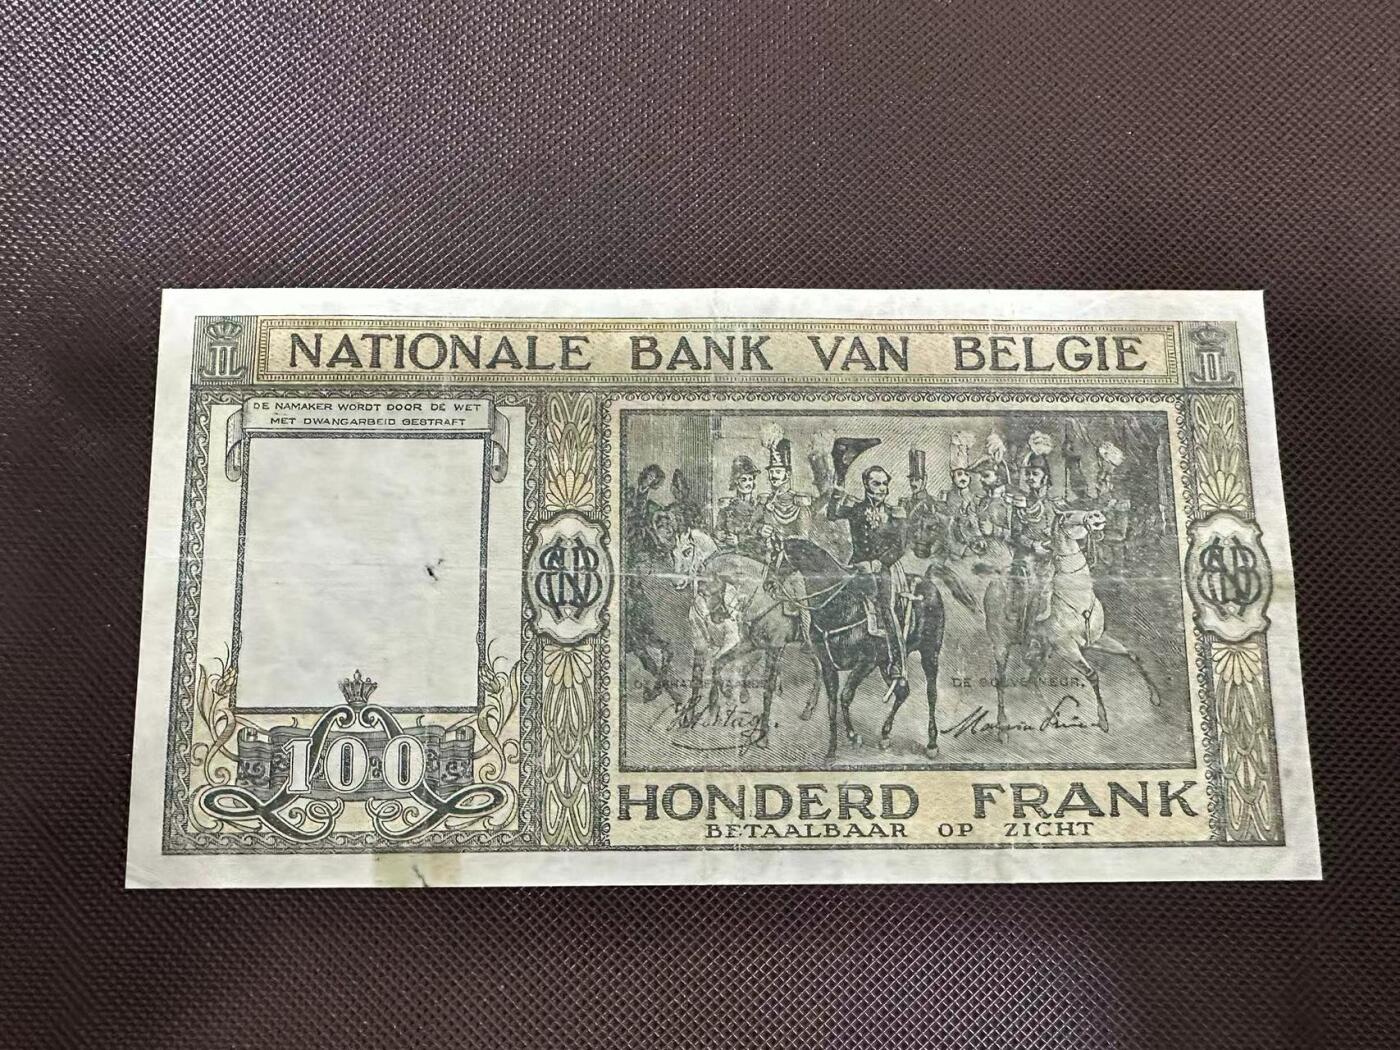 NATIONALE BANK VAN BELGIE
DE NAMAKER WORDT DOOR DE WET
MET DWANGARBEID GESTRAFT
DE GOUVERNEUR.
100
HONDERD FRANK
BETAALBAAR OP ZICHT